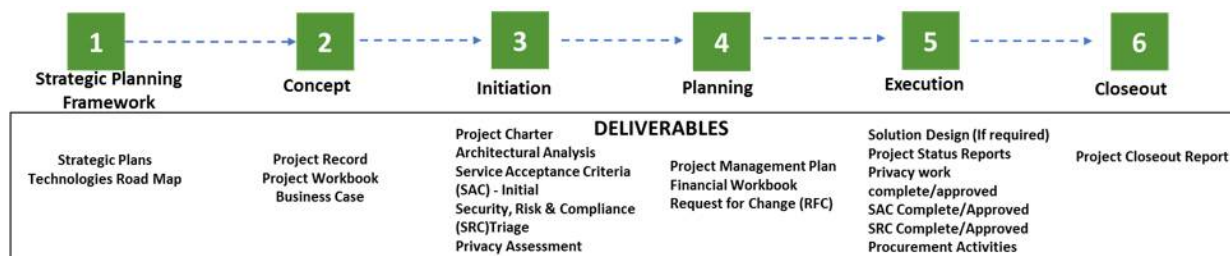 1
2
3
4
5
6
Strategic Planning
Framework
Concept
Initiation
Planning
Execution
Closeout
DELIVERABLES
Strategic Plans
Technologies Road Map
Project Record
Project Workbook
Business Case
Project Charter
Architectural Analysis
Service Acceptance Criteria
(SAC) - Initial
Security, Risk & Compliance
(SRC)Triage
Privacy Assessment
Project Management Plan
Financial Workbook
Request for Change (RFC)
Solution Design (If required)
Project Status Reports
Privacy work
complete/approved
SAC Complete/Approved
SRC Complete/Approved
Procurement Activities
Project Closeout Report